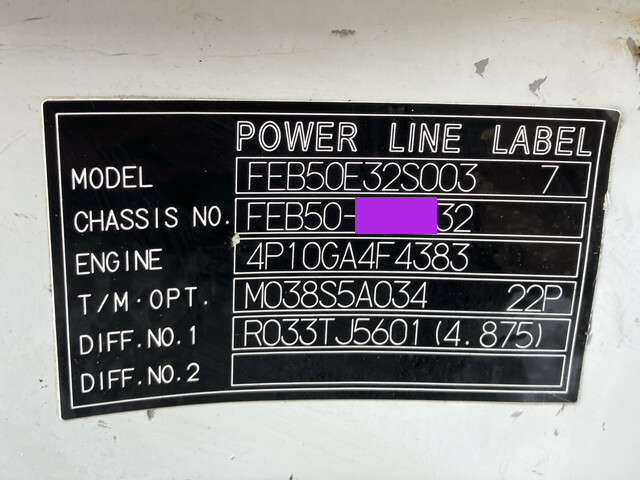 POWER LINE LABEL
MODEL FEB50E32S003 7
CHASSIS NO. FEB50- 32
ENGINE 4P10GA4F4383
T/M·OPT. M038S5A034 22P
DIFF.NO.1 R033TJ5601(4.875)
DIFF.NO.2